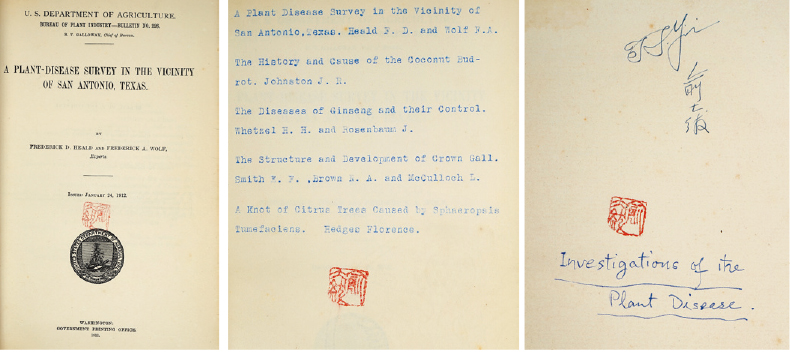 U. S. DEPARTMENT OF AGRICULTURE.
BUREAU OF PLANT INDUSTRY—BULLETIN NO. 226.
B. T. GALLOWAY, Chief of Bureau.
A PLANT-DISEASE SURVEY IN THE VICINITY
OF SAN ANTONIO, TEXAS.
BY
FREDERICK D. HEALD AND FREDERICK A. WOLF,
Experts
ISSUED JANUARY 24, 1912.
WASHINGTON:
GOVERNMENT PRINTING OFFICE.
1912.
A Plant Disease Survey in the Vicinity of
San Antonio,Texas. Heald F. D. and Wolf F.A.
The History and Cause of the Coconut Bud-
rot. Johnston J. R.
The Diseases of Ginseng and their Control.
Whetzel H. H. and Rosenbaum J.
The Structure and Development of Crown Gall.
Smith E. F. ,Brown N. A. and McCulloch L.
A Knot of Citrus Trees Caused by Sphaeropsis
Tumefaciens. Hedges Florence.
俞大紱
Investigations of the
Plant Disease.